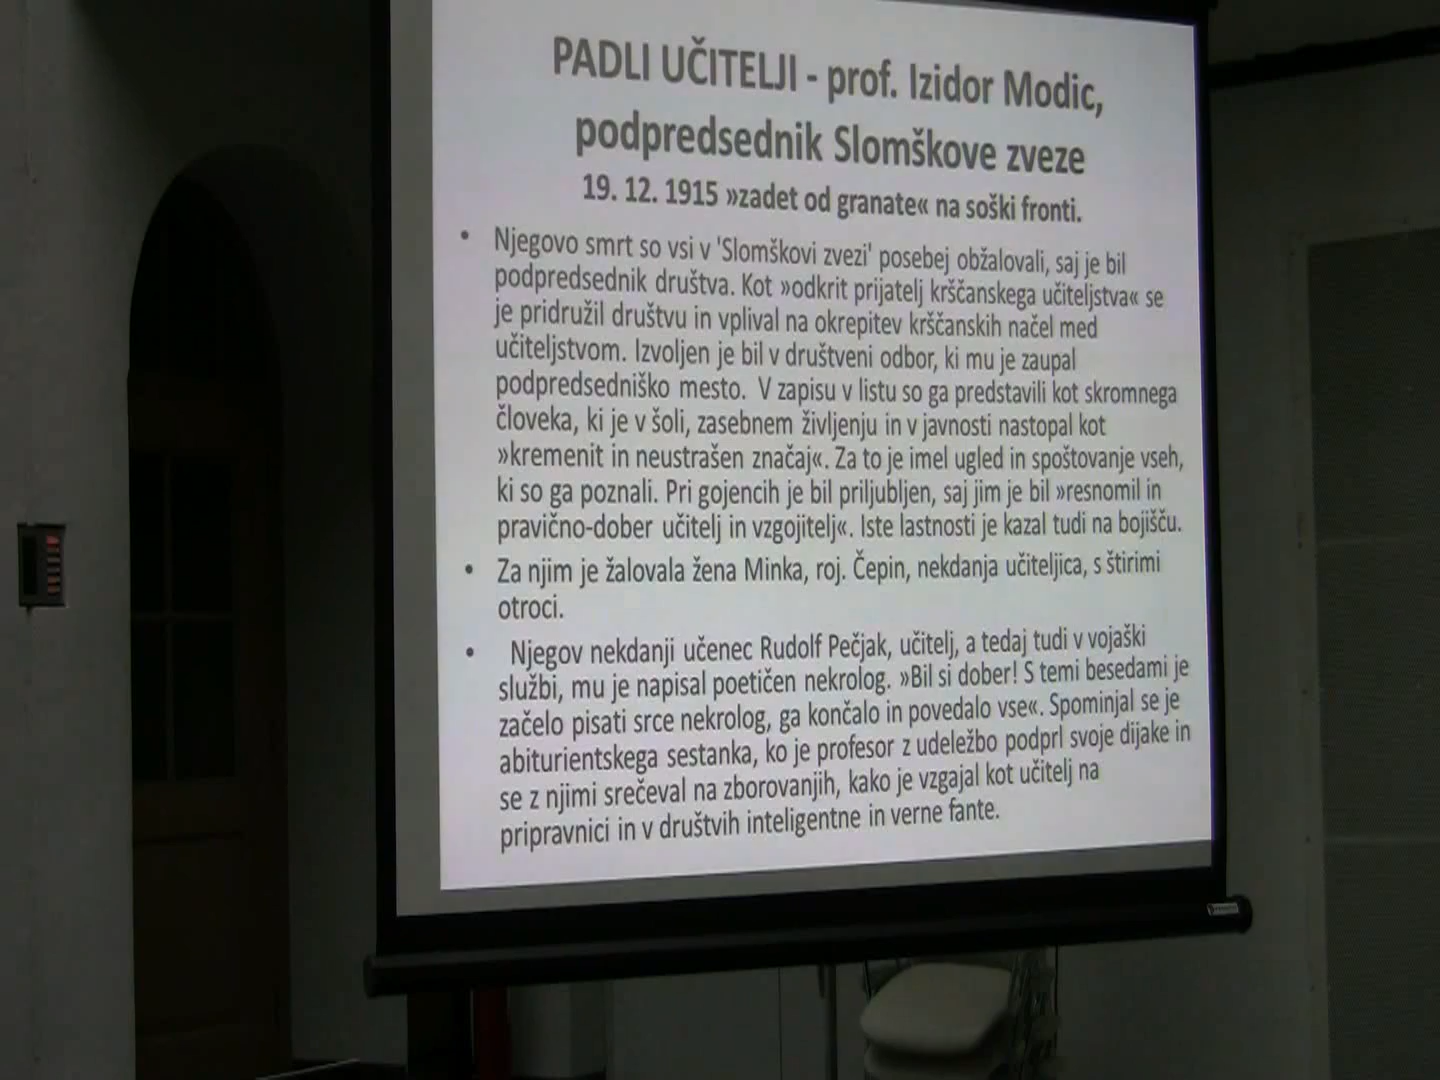 PADLI UČITELJI - prof. Izidor Modic,
podpredsednik Slomškove zveze
19. 12. 1915 »zadet od granate« na soški fronti.
• Njegovo smrt so vsi v 'Slomškovi zvezi' posebej obžalovali, saj je bil
podpredsednik društva. Kot »odkrit prijatelj krščanskega učiteljstva« se
je pridružil društvu in vplival na okrepitev krščanskih načel med
učiteljstvom. Izvoljen je bil v društveni odbor, ki mu je zaupal
podpredsedniško mesto. V zapisu v listu so ga predstavili kot skromnega
človeka, ki je v šoli, zasebnem življenju in v javnosti nastopal kot
»kremenit in neustrašen značaj«. Za to je imel ugled in spoštovanje vseh,
ki so ga poznali. Pri gojencih je bil priljubljen, saj jim je bil »resnomil in
pravično-dober učitelj in vzgojitelj«. Iste lastnosti je kazal tudi na bojišču.
• Za njim je žalovala žena Minka, roj. Čepin, nekdanja učiteljica, s štirimi
otroci.
• Njegov nekdanji učenec Rudolf Pečjak, učitelj, a tedaj tudi v vojaški
službi, mu je napisal poetičen nekrolog. »Bil si dober! S temi besedami je
začelo pisati srce nekrolog, ga končalo in povedalo vse«. Spominjal se je
abiturientskega sestanka, ko je profesor z udeležbo podprl svoje dijake in
se z njimi srečeval na zborovanjih, kako je vzgajal kot učitelj na
pripravnici in v društvih inteligentne in verne fante.